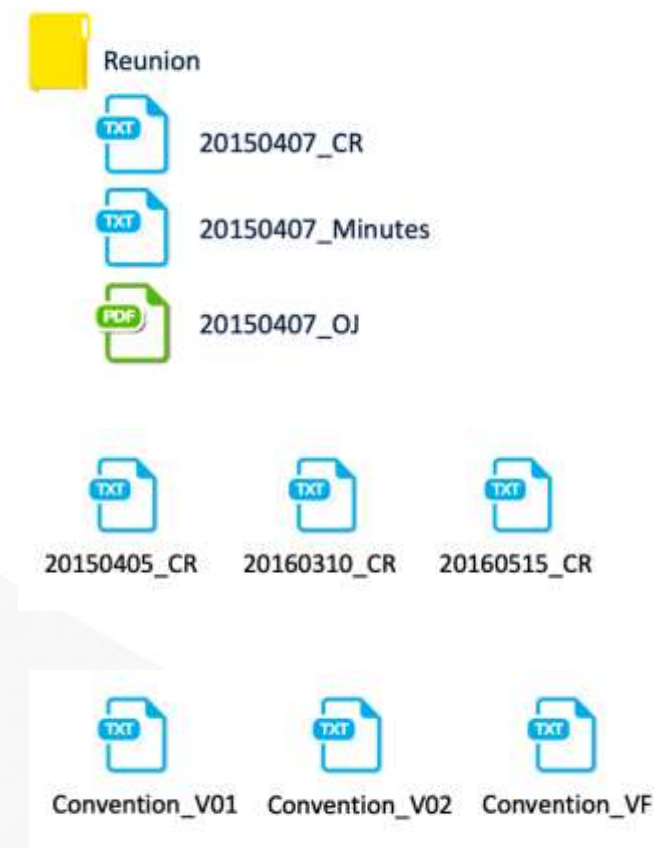 Reunion
TXT
20150407_CR
TXT
20150407_Minutes
PDF
20150407_OJ
TXT TXT TXT
20150405_CR 20160310_CR 20160515_CR
TXT TXT TXT
Convention_V01 Convention_V02 Convention_VF